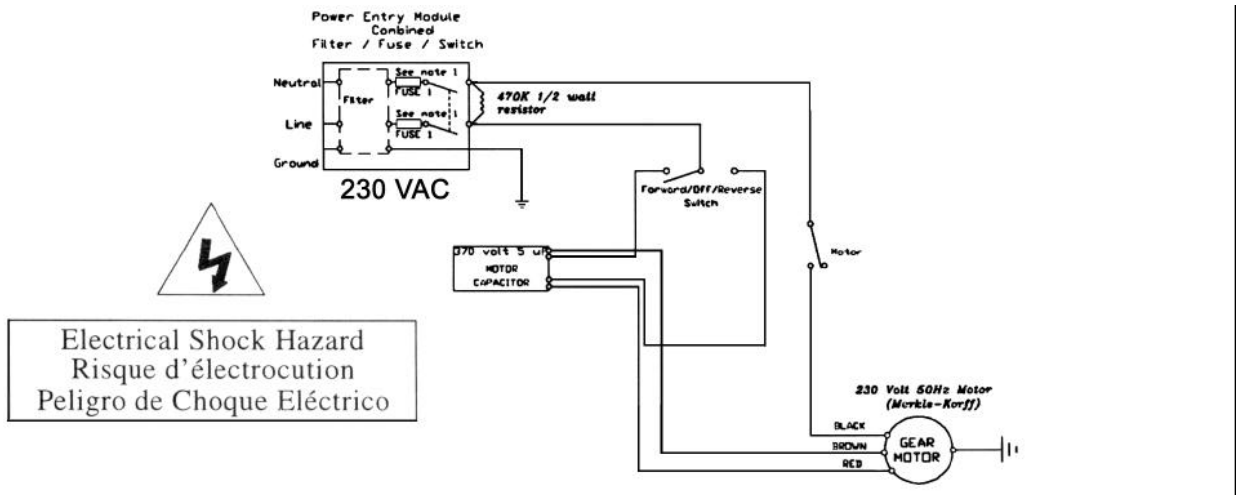 Power Entry Module
Combined
Filter / Fuse / Switch
Neutral
See note 1
FUSE 1
Filter
470K 1/2 wall
resistor
Line
See note 1
FUSE 1
Ground
230 VAC
Forward/OFF/Reverse
Switch
Motor
370 volt 5 uF
MOTOR
CAPACITOR
Electrical Shock Hazard
Risque d'électrocution
Peligro de Choque Eléctrico
230 Volt 50Hz Motor
(Merkle-Korff)
BLACK
BROWN
RED
GEAR
MOTOR